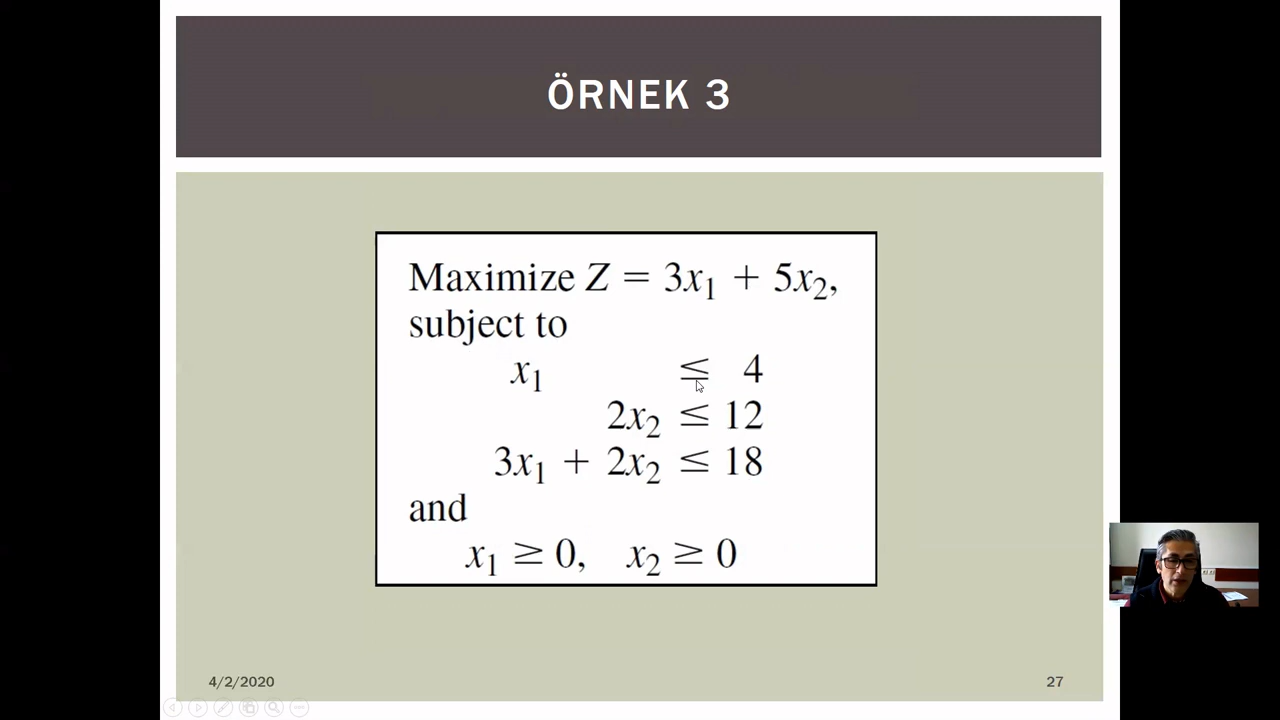 ÖRNEK 3
Maximize Z = 3x₁ + 5x₂,
subject to
x₁ ≤ 4
2x₂ ≤ 12
3x₁ + 2x₂ ≤ 18
and
x₁ ≥ 0, x₂ ≥ 0
4/2/2020
27